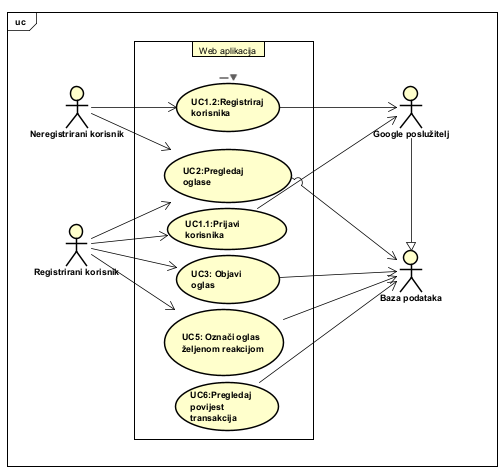 uc
Web aplikacija
UC1.2:Registriraj
korisnika
Neregistrirani korisnik
Google poslužitelj
UC2:Pregledaj
oglase
UC1.1:Prijavi
korisnika
Registrirani korisnik
UC3: Objavi
oglas
Baza podataka
UC5: Označi oglas
željenom reakcijom
UC6:Pregledaj
povijest
transakcija